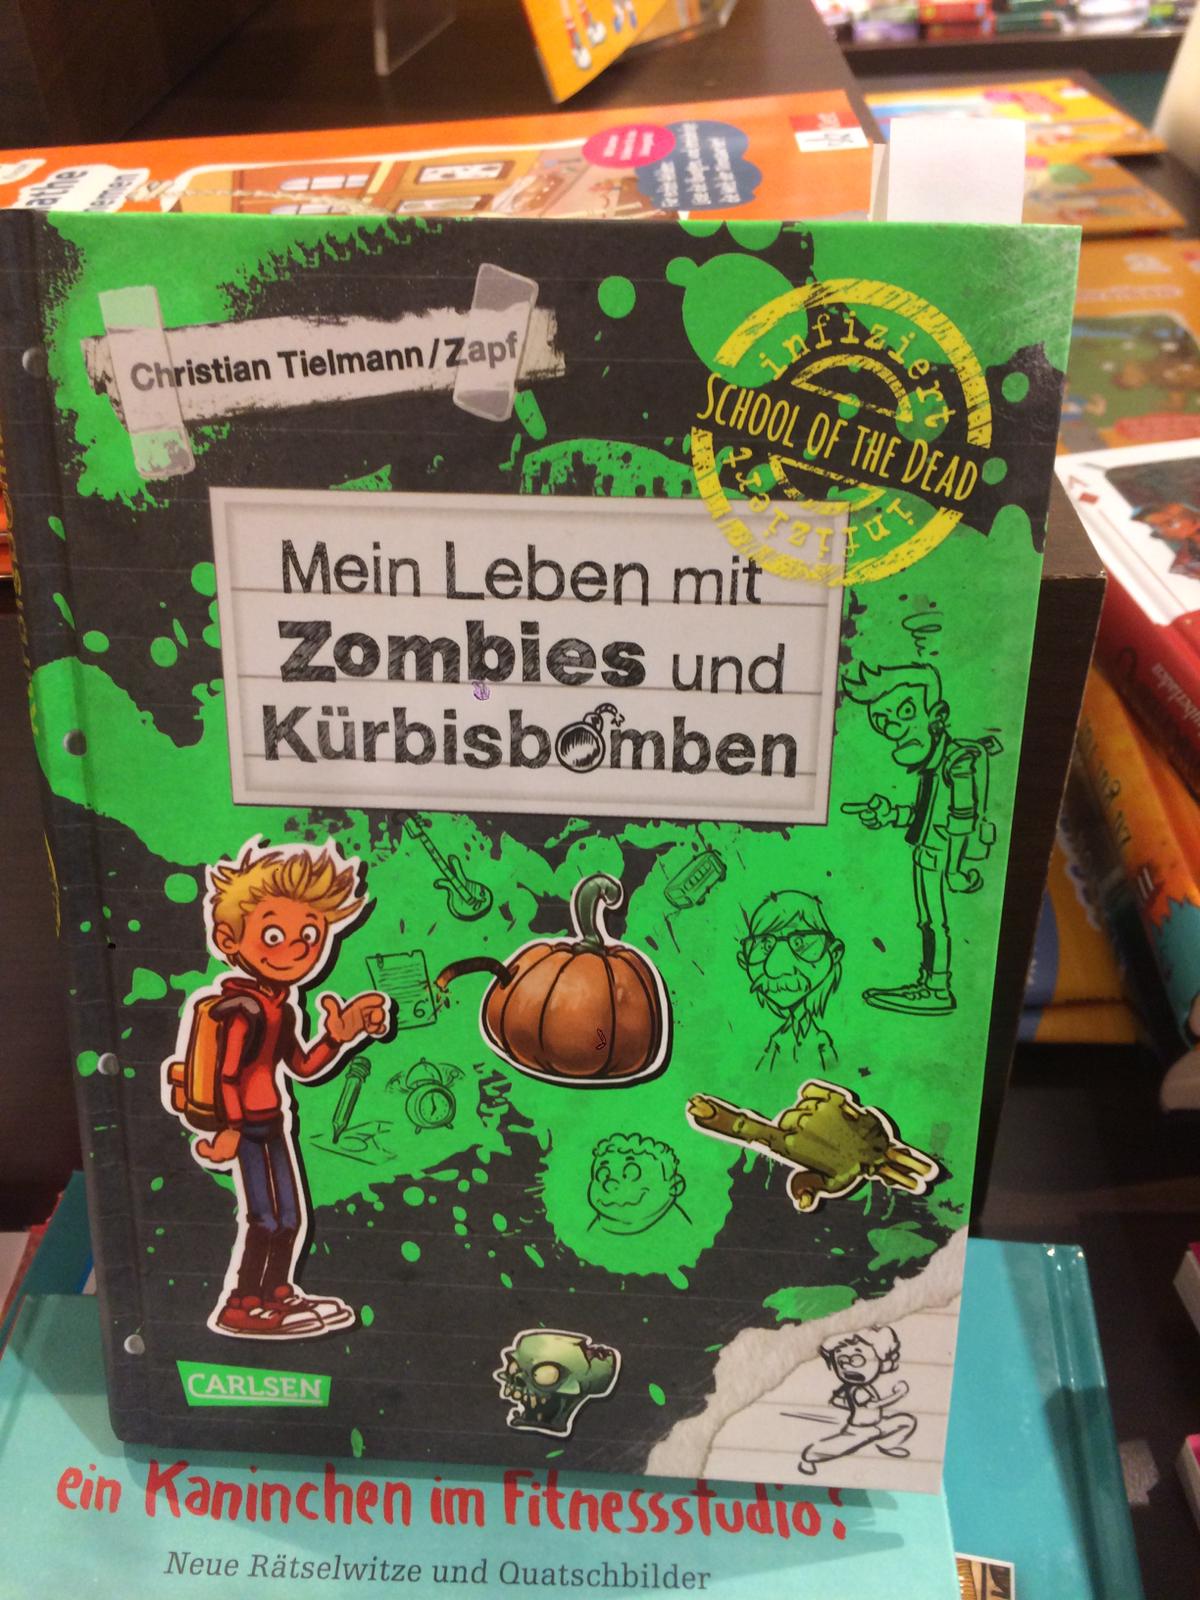 Christian Tielmann/Zapf
infiziert
SCHOOL OF THE DEAD
infiziert
Mein Leben mit
Zombies und
Kürbisbomben
CARLSEN
ein Kaninchen im Fitnessstudio?
Neue Rätselwitze und Quatschbilder